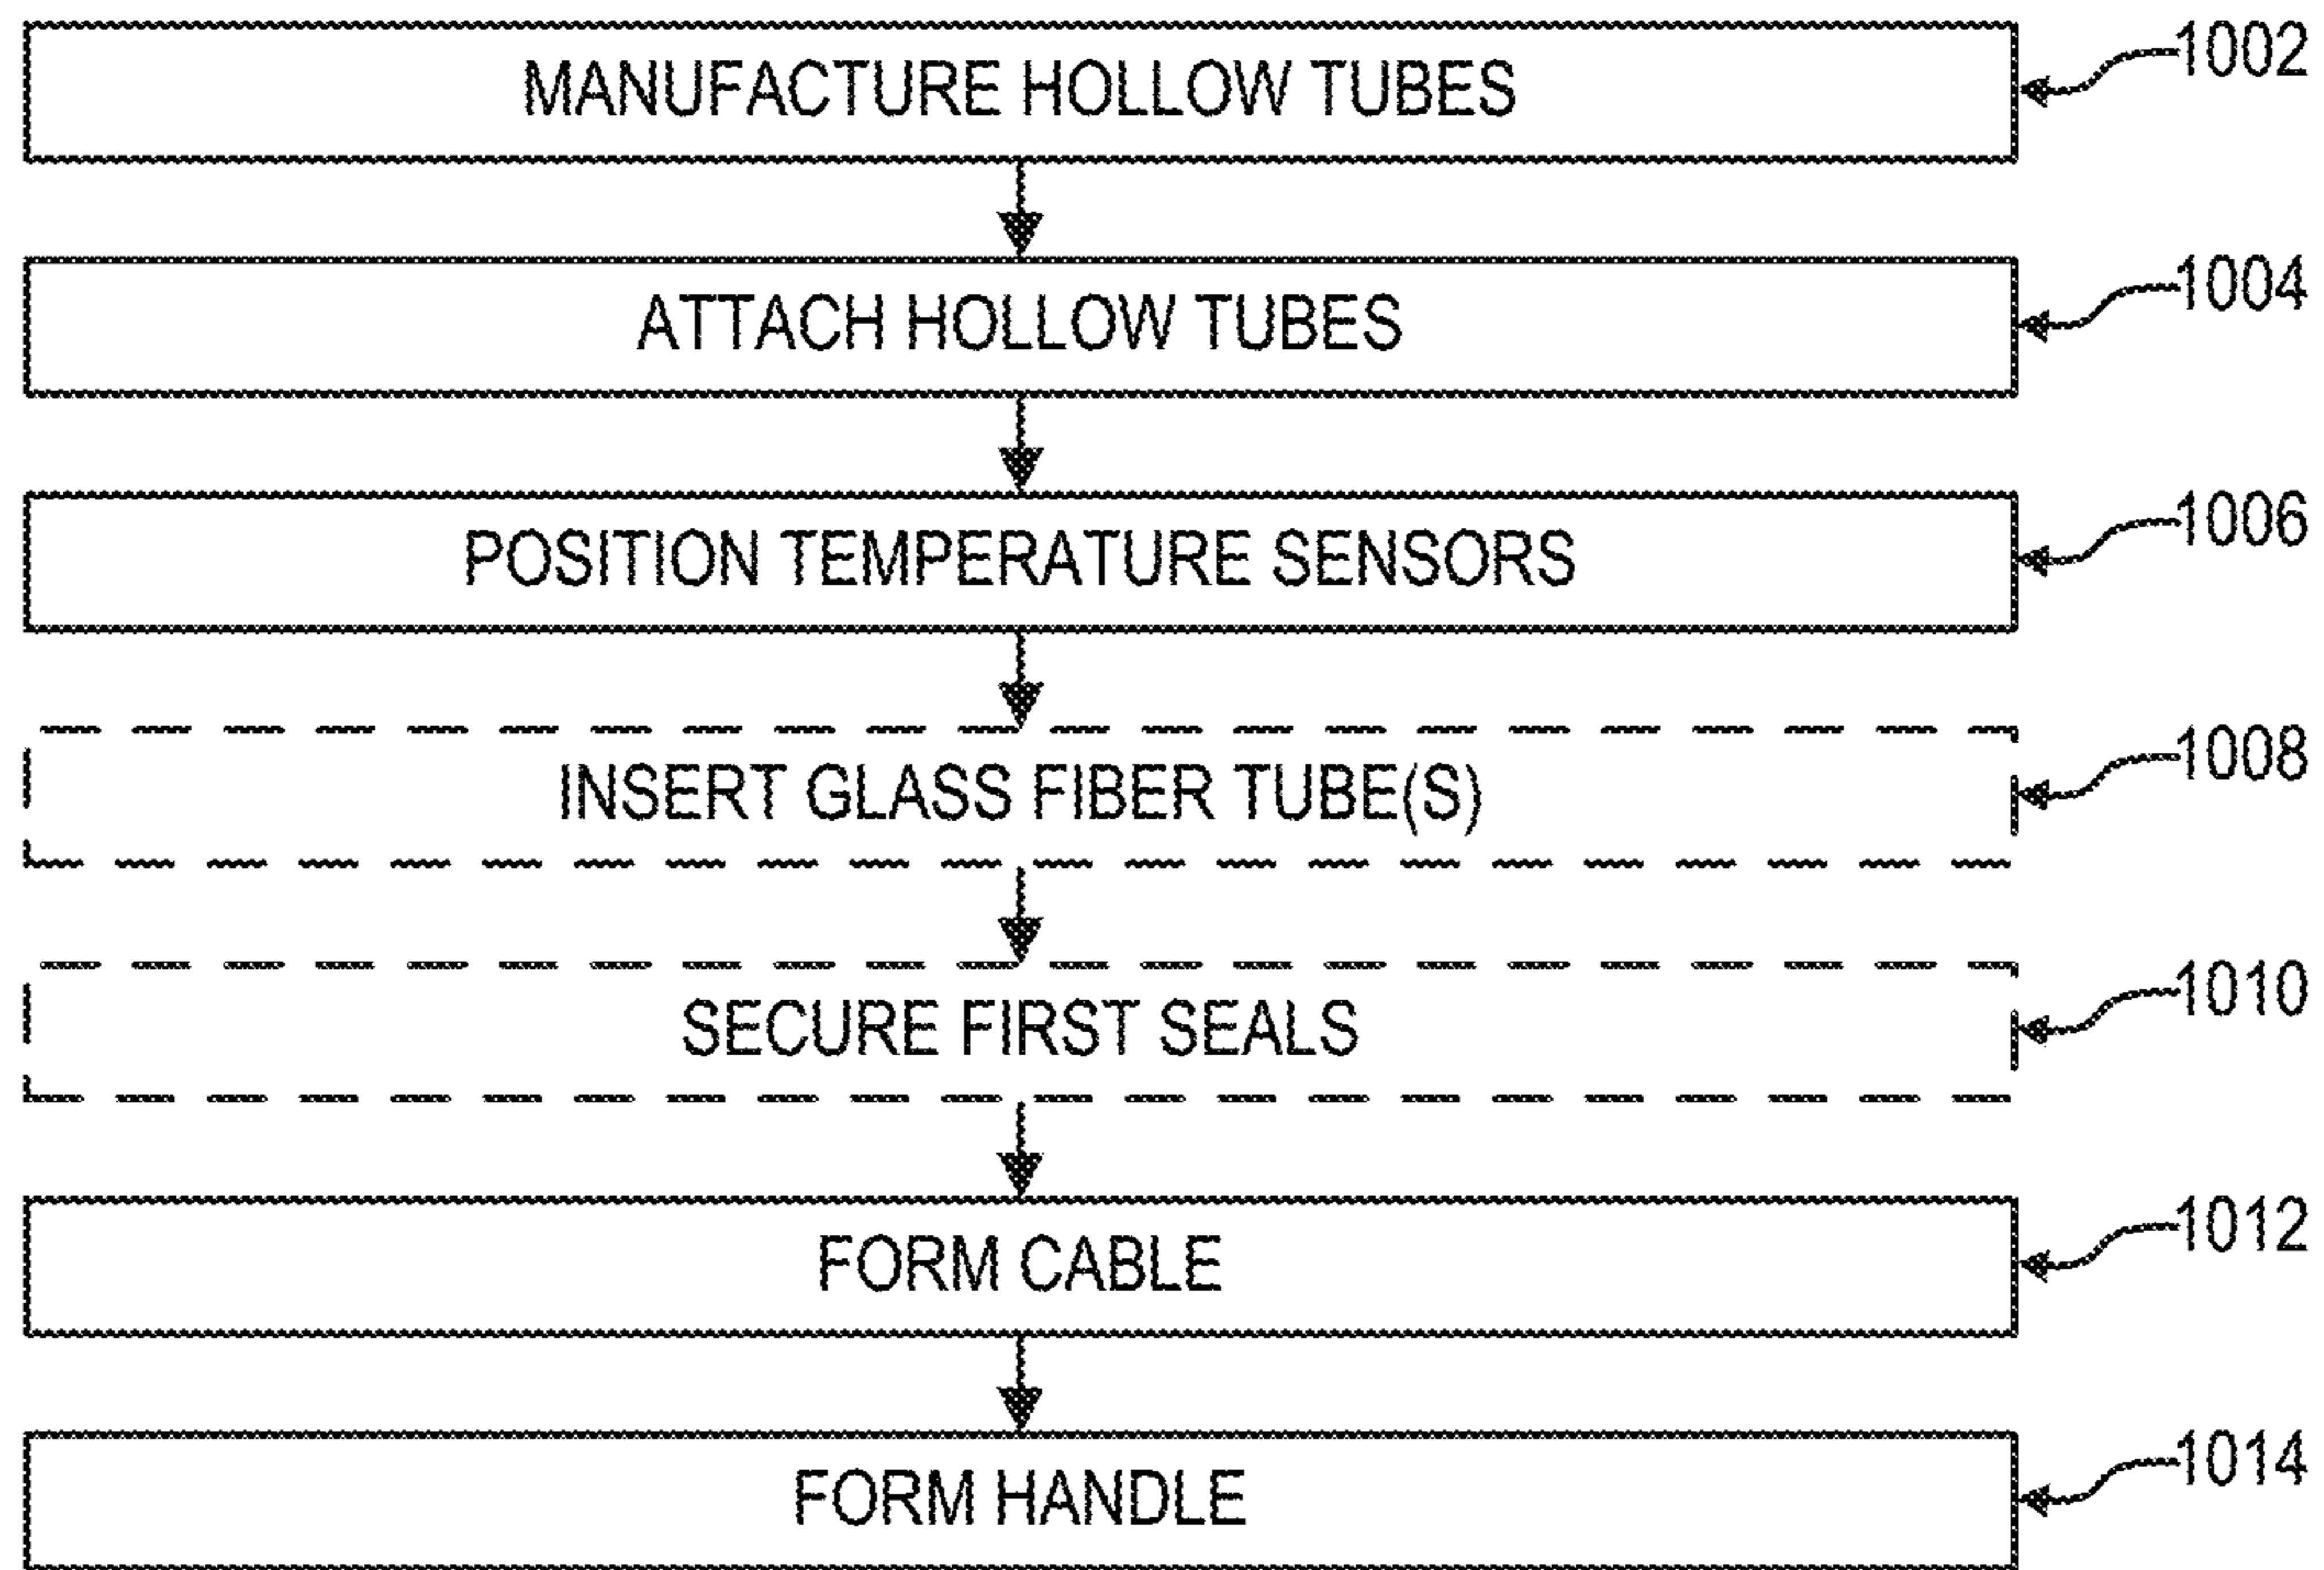 MANUFACTURE HOLLOW TUBES 1002
ATTACH HOLLOW TUBES 1004
POSITION TEMPERATURE SENSORS 1006
INSERT GLASS FIBER TUBE(S) 1008
SECURE FIRST SEALS 1010
FORM CABLE 1012
FORM HANDLE 1014